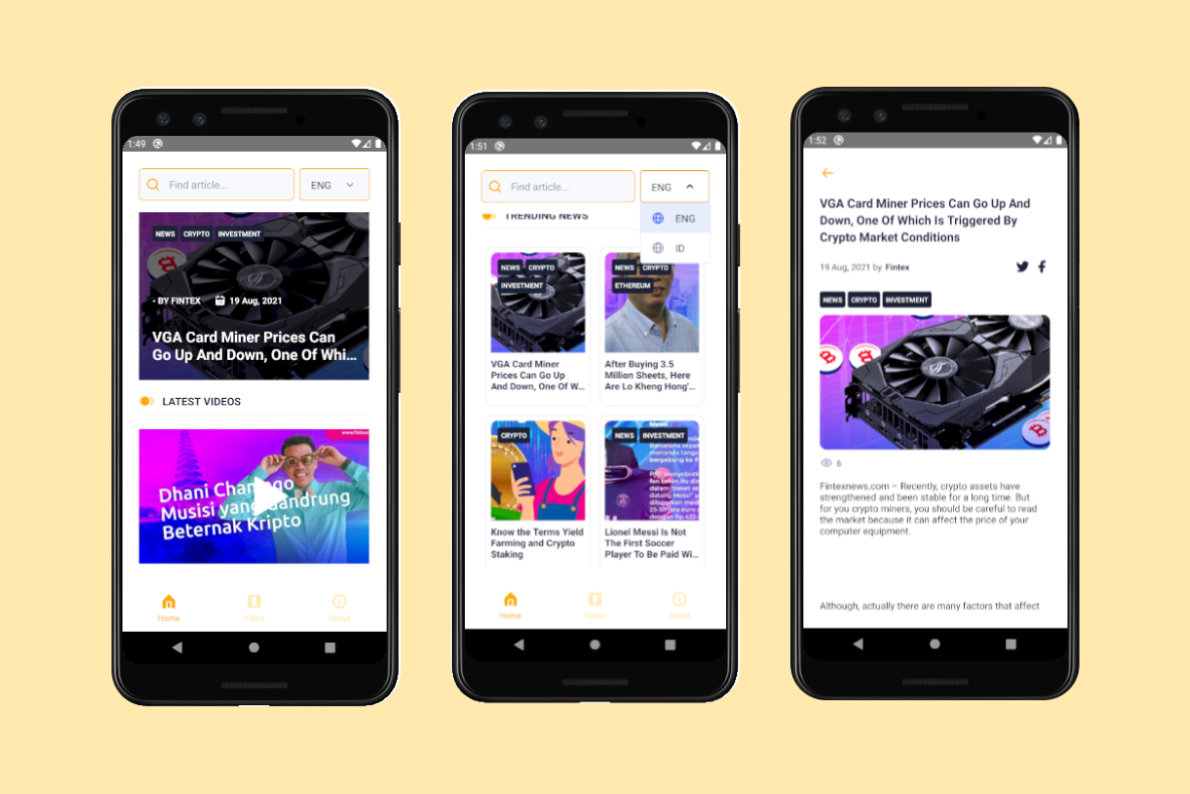 1:49
Find article...
ENG
NEWS CRYPTO INVESTMENT
- BY FINTEX 19 Aug, 2021
VGA Card Miner Prices Can
Go Up And Down, One Of Whi...
LATEST VIDEOS
Dhani Chamago
Musisi yang Gandrung
Beternak Kripto
Home Video About
1:51
Find article...
ENG
ENG
ID
TRENDING NEWS
NEWS CRYPTO
INVESTMENT
VGA Card Miner
Prices Can Go Up
And Down, One Of W...
NEWS CRYPTO
ETHEREUM
After Buying 3.5
Million Sheets, Here
Are Lo Kheng Hong'...
CRYPTO
Know the Terms Yield
Farming and Crypto
Staking
NEWS INVESTMENT
Lionel Messi Is Not
The First Soccer
Player To Be Paid Wi...
Home Video About
1:52
VGA Card Miner Prices Can Go Up And
Down, One Of Which Is Triggered By
Crypto Market Conditions
19 Aug, 2021 by Fintex
NEWS CRYPTO INVESTMENT
6
Fintexnews.com – Recently, crypto assets have
strengthened and been stable for a long time. But
for you crypto miners, you should be careful to read
the market because it can affect the price of your
computer equipment.
Although, actually there are many factors that affect